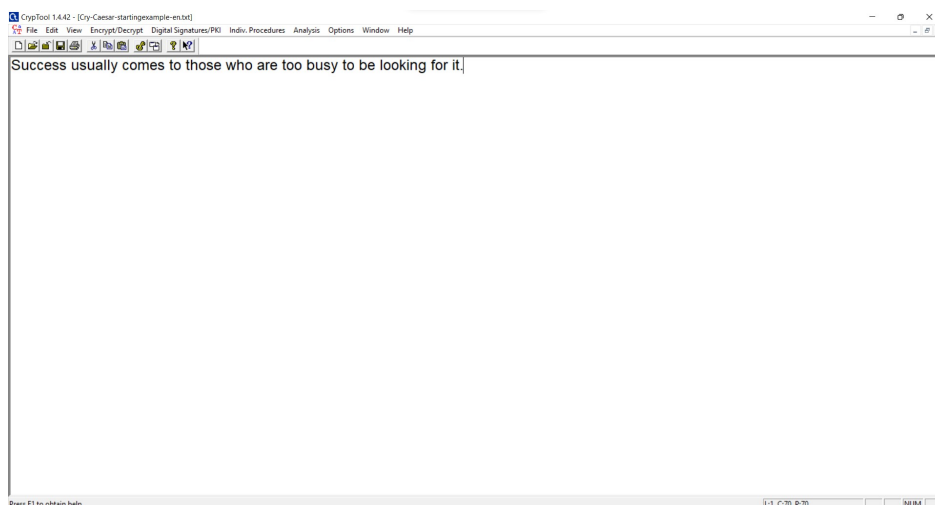 CrypTool 1.4.42 - [Cry-Caesar-startingexample-en.txt]
File Edit View Encrypt/Decrypt Digital Signatures/PKI Indiv. Procedures Analysis Options Window Help
Success usually comes to those who are too busy to be looking for it.
Press F1 to obtain help. L:1 C:70 P:70 NUM